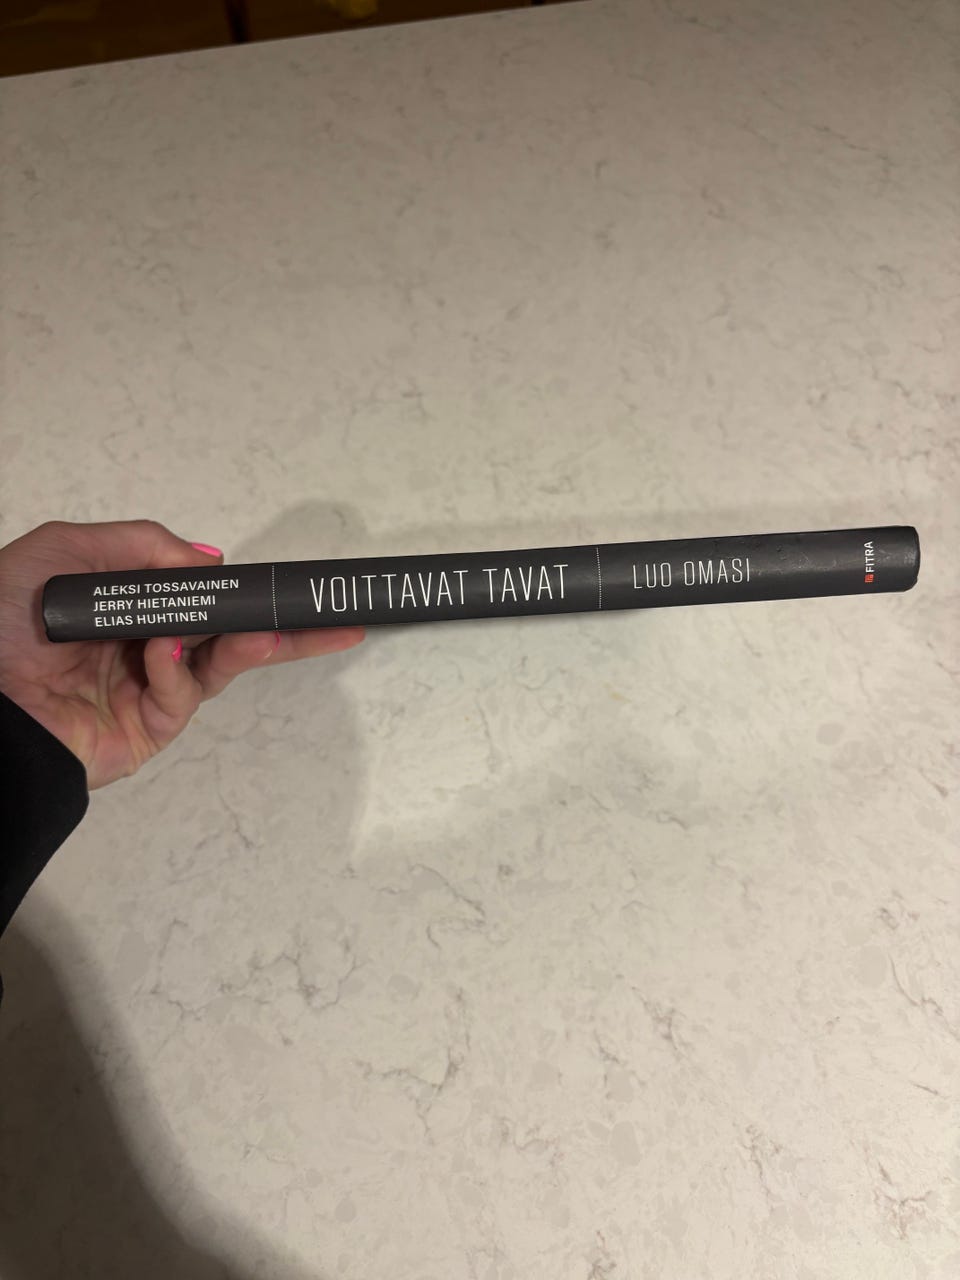 ALEKSI TOSSAVAINEN
JERRY HIETANIEMI
ELIAS HUHTINEN
VOITTAVAT TAVAT
LUO OMASI
FITRA